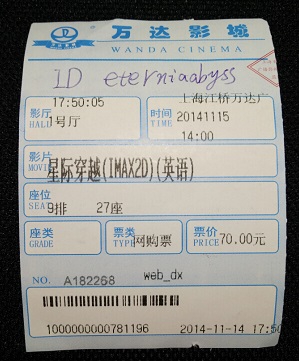 万达影城
WANDA CINEMA
ID eterniaabyss
17:50:05 上海江桥万达广
影厅 HALL 1号厅 时间 TIME 20141115
14:00
影片 MOVIE 星际穿越(IMAX2D)(英语)
座位 SEAT 9排 27座
座类 GRADE 票类 TYPE 网购票 票价 PRICE 70.00元
NO. A182268 web_dx
1000000000781196 2014-11-14 17:50